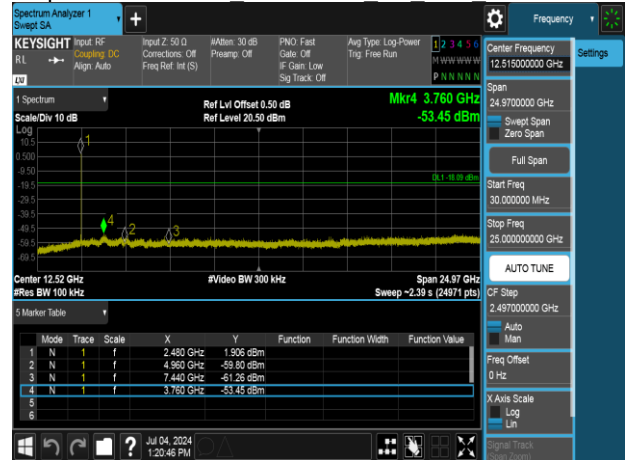 Spectrum Analyzer 1
Swept SA
+
Frequency
KEYSIGHT
RL
LXI
Input: RF
Coupling: DC
Align: Auto
Input Z: 50 Ω
Corrections: Off
Freq Ref: Int (S)
#Atten: 30 dB
Preamp: Off
PNO: Fast
Gate: Off
IF Gain: Low
Sig Track: Off
Avg Type: Log-Power
Trig: Free Run
1 2 3 4 5 6
M W W W W W
P N N N N N
Center Frequency
12.515000000 GHz
Settings
Span
24.9700000 GHz
Swept Span
Zero Span
Full Span
Start Freq
30.000000 MHz
Stop Freq
25.000000000 GHz
AUTO TUNE
CF Step
2.497000000 GHz
Auto
Man
Freq Offset
0 Hz
X Axis Scale
Log
Lin
Signal Track
(Span Zoom)
1 Spectrum
Scale/Div 10 dB
Ref Lvl Offset 0.50 dB
Ref Level 20.50 dBm
Mkr4 3.760 GHz
-53.45 dBm
Log
10.5
0.500
-9.50
-19.5
-29.5
-39.5
-49.5
-59.5
-69.5
1
DL1 -18.09 dBm
4
2
3
Center 12.52 GHz
#Video BW 300 kHz
Span 24.97 GHz
#Res BW 100 kHz
Sweep ~2.39 s (24971 pts)
5 Marker Table
Mode Trace Scale X Y Function Function Width Function Value
1 N 1 f 2.480 GHz 1.906 dBm
2 N 1 f 4.960 GHz -59.80 dBm
3 N 1 f 7.440 GHz -61.26 dBm
4 N 1 f 3.760 GHz -53.45 dBm
5
6
?
Jul 04, 2024
1:20:46 PM